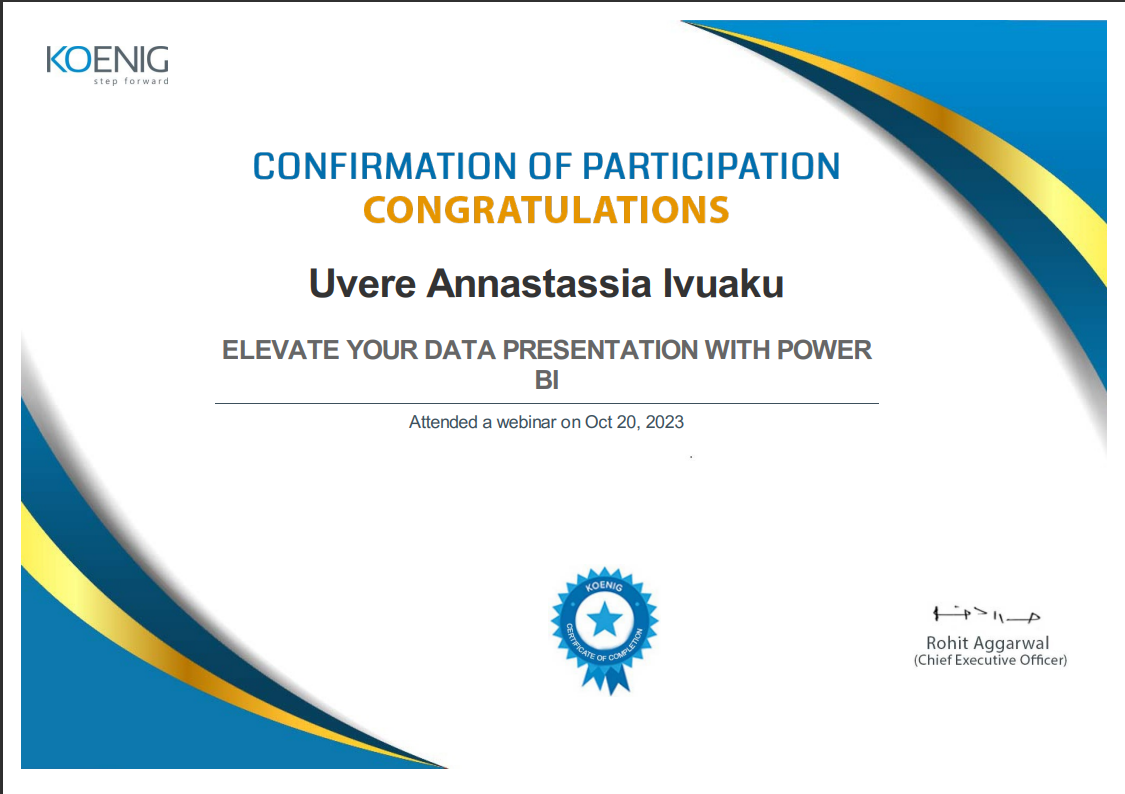 KOENIG
step forward
CONFIRMATION OF PARTICIPATION
CONGRATULATIONS
Uvere Annastassia Ivuaku
ELEVATE YOUR DATA PRESENTATION WITH POWER
BI
Attended a webinar on Oct 20, 2023
.
KOENIG
CERTIFICATE OF COMPLETION
Rohit Aggarwal
(Chief Executive Officer)